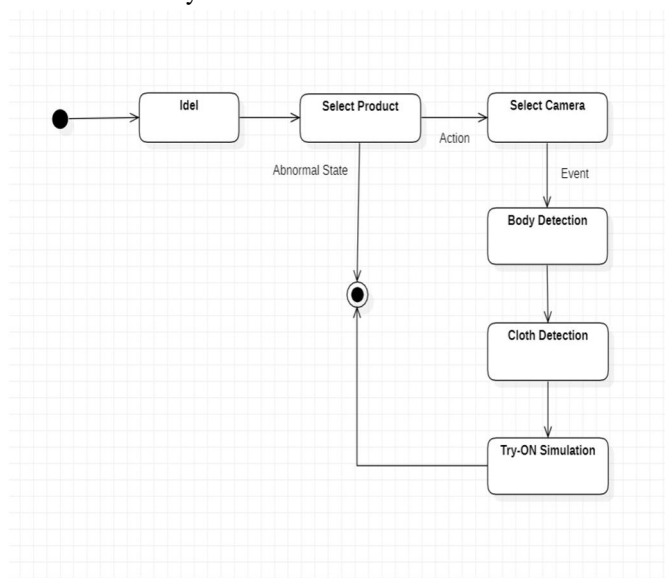 Idel
Select Product
Select Camera
Action
Abnormal State
Event
Body Detection
Cloth Detection
Try-ON Simulation